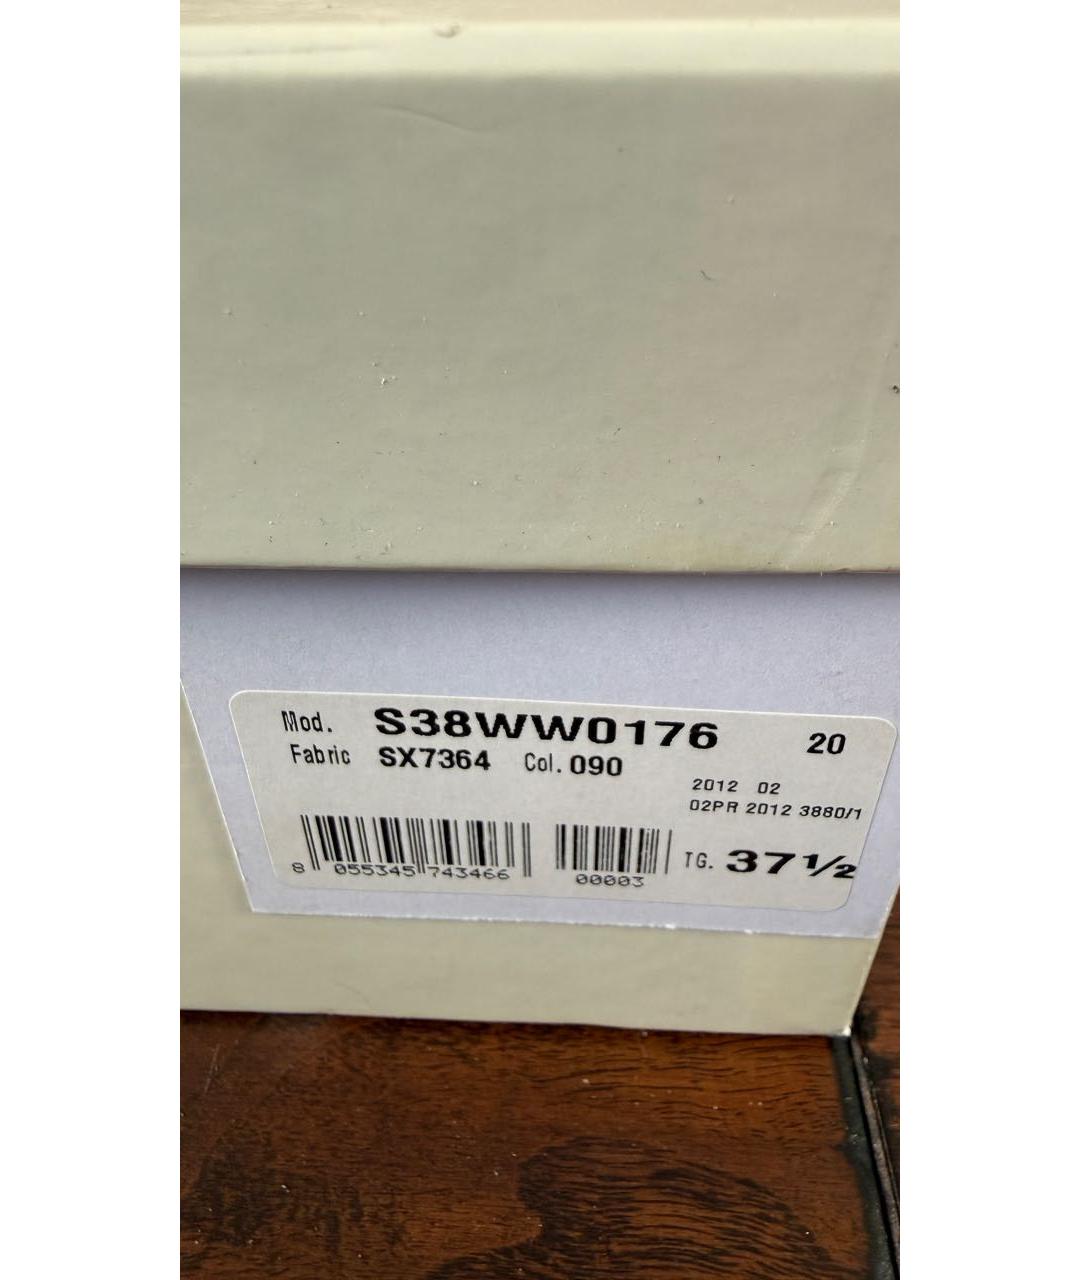 Mod. S38WW0176 20
Fabric SX7364 Col. 090
2012 02
02PR 2012 3880/1
8 055345 743466 00003 TG. 37½